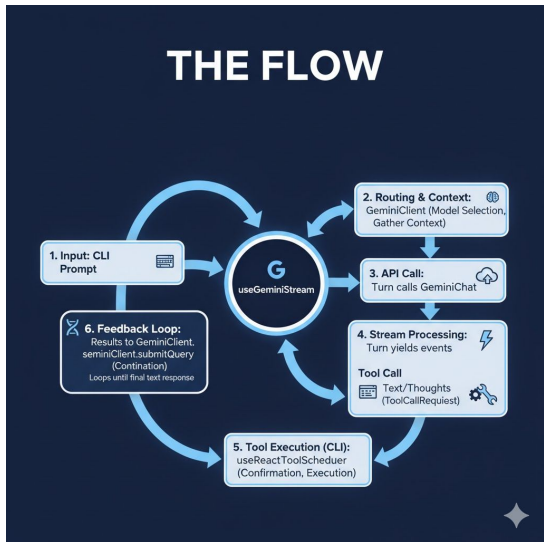 THE FLOW
1. Input: CLI
Prompt
G
useGeminiStream
2. Routing & Context:
GeminiClient (Model Selection,
Gather Context)
3. API Call:
Turn calls GeminiChat
4. Stream Processing:
Turn yields events
Tool Call
Text/Thoughts
(ToolCallRequiest)
5. Tool Execution (CLI):
useReactToolScheduer
(Confirmation, Execution)
6. Feedback Loop:
Results to GeminiClient.
seminiClient.submitQuery
(Contination)
Loops until final text response